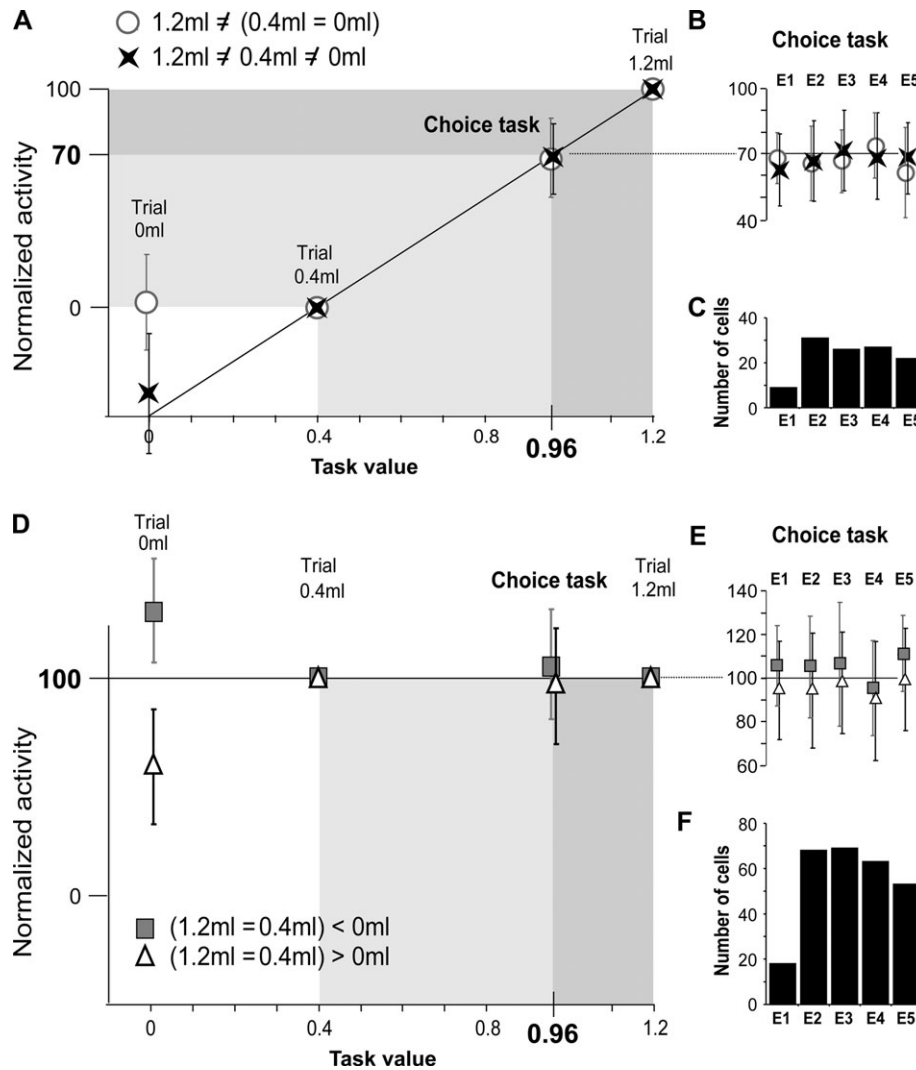 A
1.2ml ≠ (0.4ml = 0ml)
1.2ml ≠ 0.4ml ≠ 0ml
Trial
1.2ml
100
Choice task
70
Trial
0ml
Trial
0.4ml
0
Normalized activity
0 0.4 0.8 0.96 1.2
Task value
B
Choice task
E1 E2 E3 E4 E5
100
70
40
C
Number of cells
40
20
0
E1 E2 E3 E4 E5
D
Trial
0ml
Trial
0.4ml
Choice task
Trial
1.2ml
100
0
Normalized activity
(1.2ml = 0.4ml) < 0ml
(1.2ml = 0.4ml) > 0ml
0 0.4 0.8 0.96 1.2
Task value
E
Choice task
E1 E2 E3 E4 E5
140
120
100
80
60
F
Number of cells
80
60
40
20
0
E1 E2 E3 E4 E5